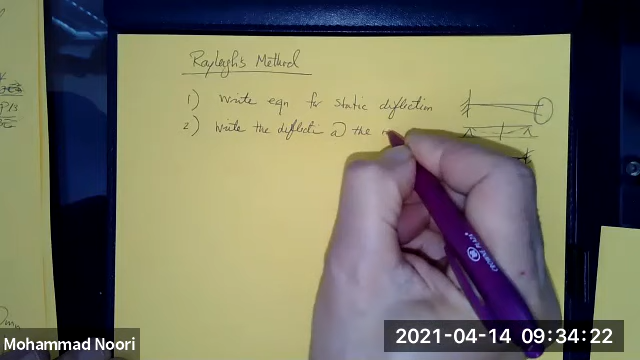 Rayleigh's Method
1) Write eqn for static deflection
2) Write the deflecti @ the
Mohammad Noori
2021-04-14 09:34:22